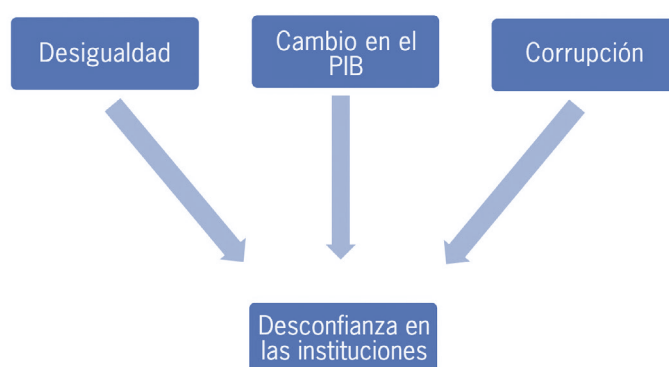 Desigualdad
Cambio en el
PIB
Corrupción
Desconfianza en
las instituciones